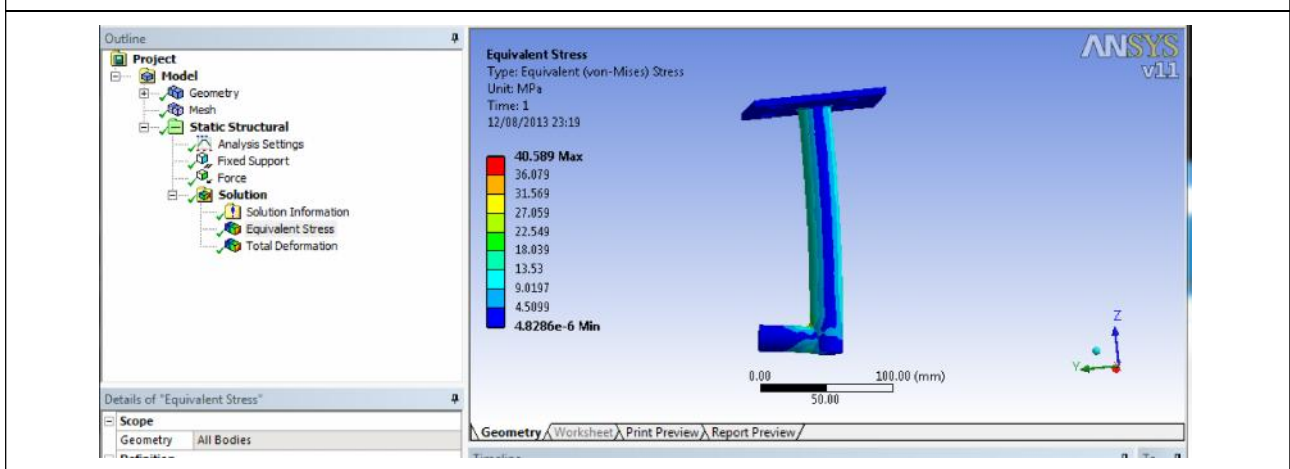 Outline
Project
Model
Geometry
Mesh
Static Structural
Analysis Settings
Fixed Support
Force
Solution
Solution Information
Equivalent Stress
Total Deformation
Details of "Equivalent Stress"
Scope
Geometry All Bodies
Definition
Equivalent Stress
Type: Equivalent (von-Mises) Stress
Unit: MPa
Time: 1
12/08/2013 23:19
40.589 Max
36.079
31.569
27.059
22.549
18.039
13.53
9.0197
4.5099
4.8286e-6 Min
ANSYS
v11
Z
Y
0.00 100.00 (mm)
50.00
Geometry Worksheet Print Preview Report Preview
Timeline